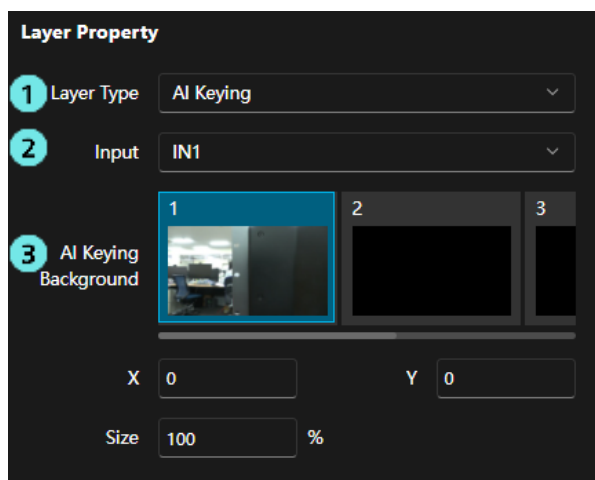 Layer Property
1 Layer Type AI Keying
2 Input IN1
1 2 3
3 AI Keying
Background
X 0 Y 0
Size 100 %